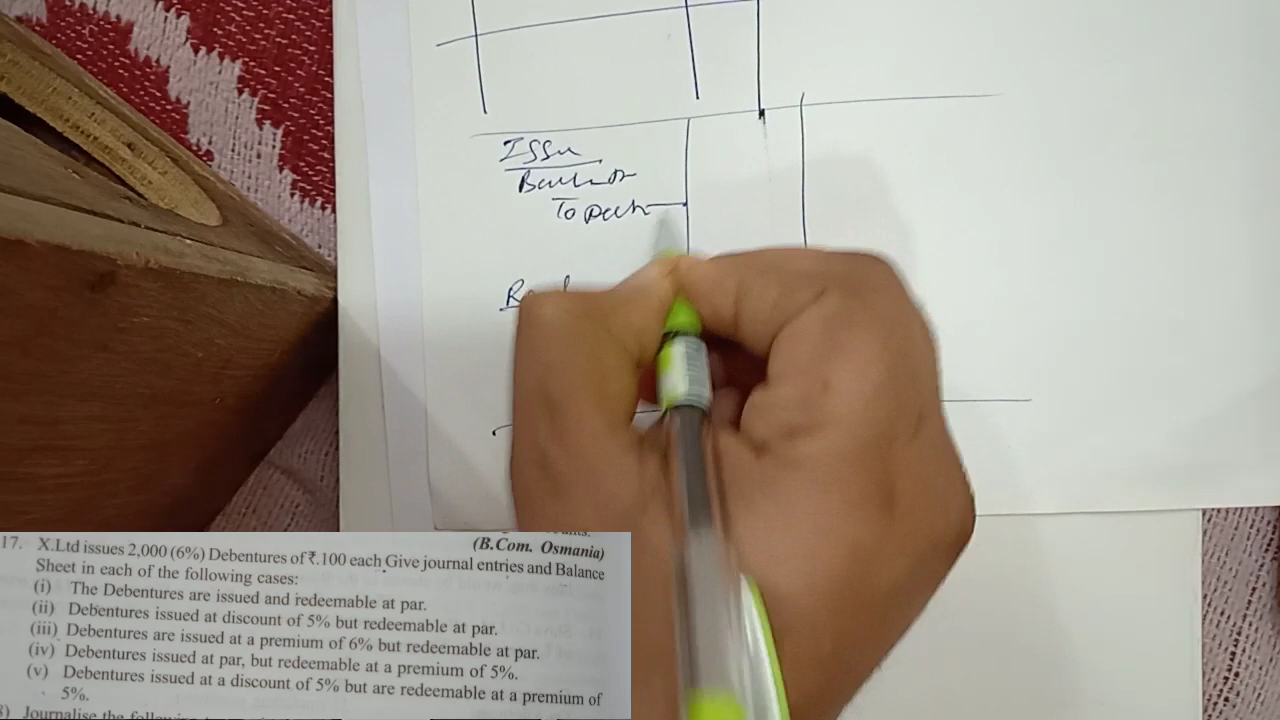 Issu
To
17. X.Ltd issues 2,000 (6%) Debentures of ₹.100 each Give journal entries and Balance
(B.Com. Osmania)
Sheet in each of the following cases:
(i) The Debentures are issued and redeemable at par.
(ii) Debentures issued at discount of 5% but redeemable at par.
(iii) Debentures are issued at a premium of 6% but redeemable at par.
(iv) Debentures issued at par, but redeemable at a premium of 5%.
(v) Debentures issued at a discount of 5% but are redeemable at a premium of
5%.
Journalise the